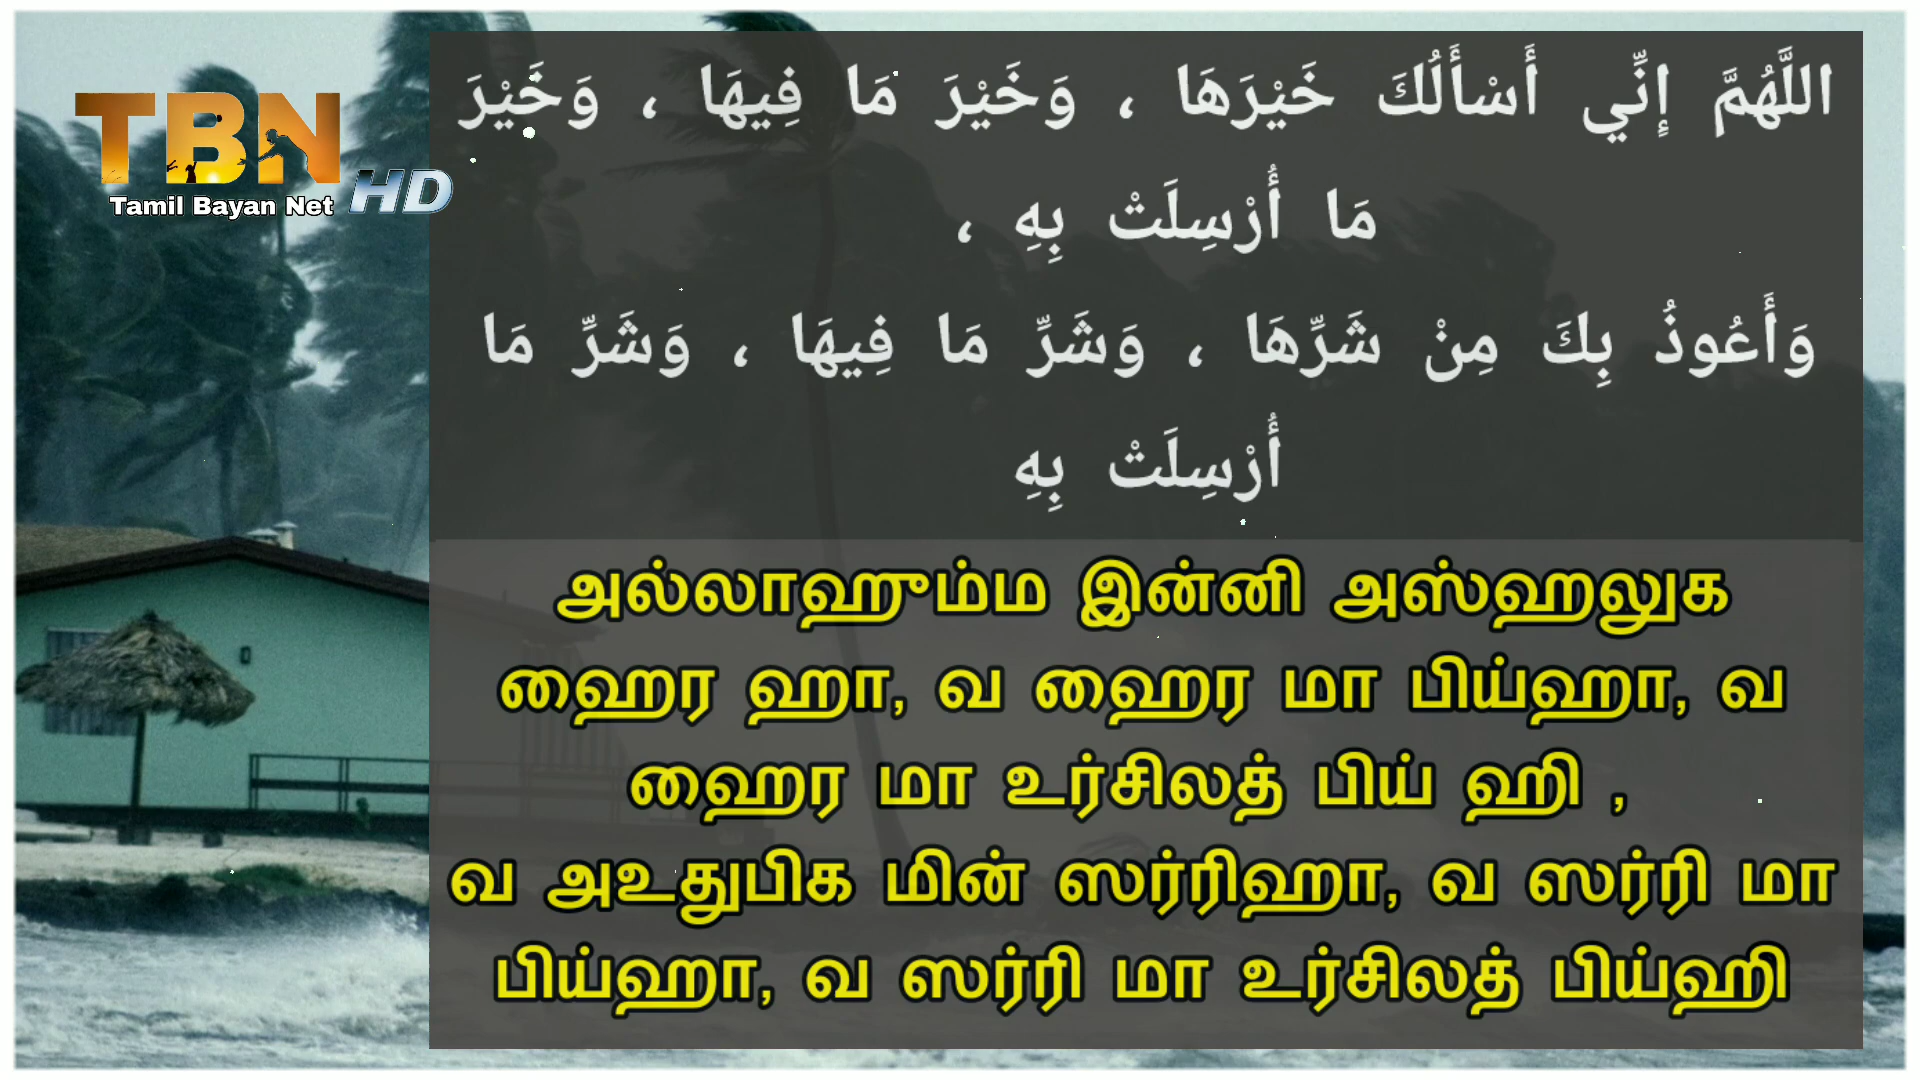 TBN
Tamil Bayan Net HD
اللَّهُمَّ إِنِّي أَسْأَلُكَ خَيْرَهَا ، وَخَيْرَ مَا فِيهَا ، وَخَيْرَ
مَا أُرْسِلَتْ بِهِ ،
وَأَعُوذُ بِكَ مِنْ شَرِّهَا ، وَشَرِّ مَا فِيهَا ، وَشَرِّ مَا
أُرْسِلَتْ بِهِ
அல்லாஹும்ம இன்னி அஸ்ஹலுக
ஹைர ஹா, வ ஹைர மா பிய்ஹா, வ
ஹைர மா உர்சிலத் பிய் ஹி ,
வ அஉதுபிக மின் ஸர்ரிஹா, வ ஸர்ரி மா
பிய்ஹா, வ ஸர்ரி மா உர்சிலத் பிய்ஹி